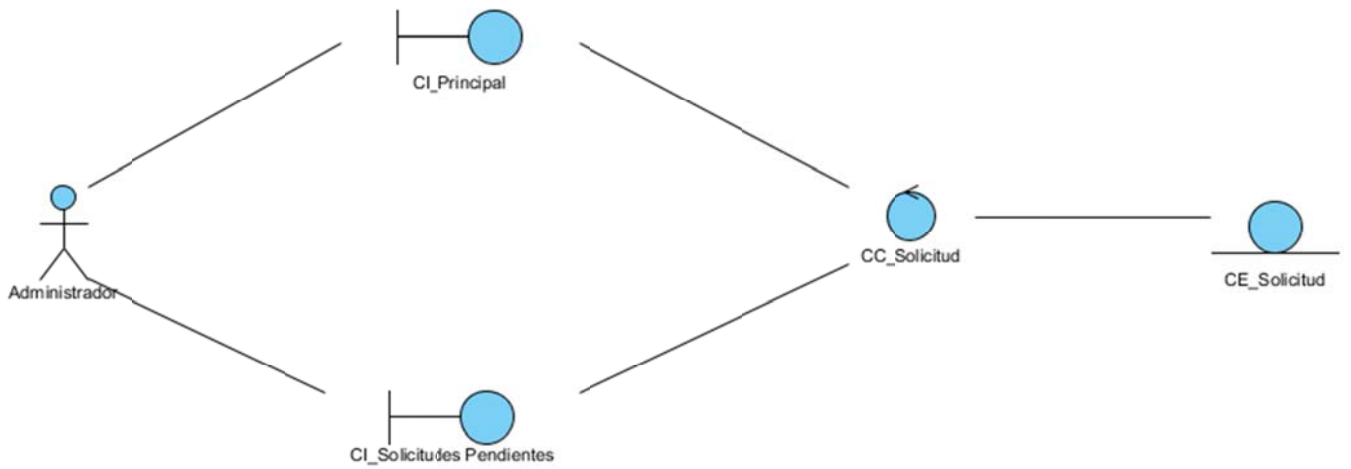 CI_Principal
Administrador
CC_Solicitud
CE_Solicitud
CI_Solicitudes Pendientes